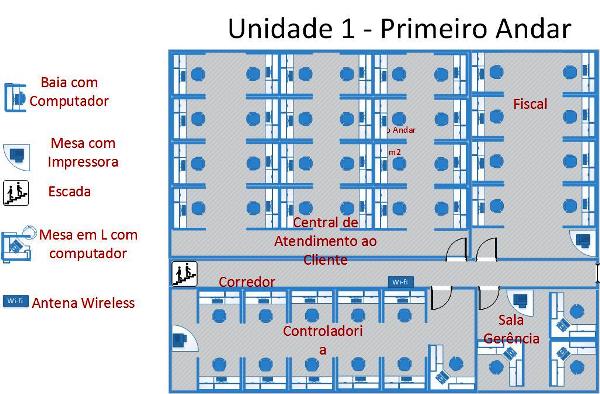 Unidade 1 - Primeiro Andar
Baia com
Computador
Mesa com
Impressora
Escada
Mesa em L com
computador
Wi-fi
Antena Wireless
Fiscal
o Andar
m2
Central de
Atendimento ao
Cliente
Corredor
Wi-fi
Controladori
a
Sala
Gerência